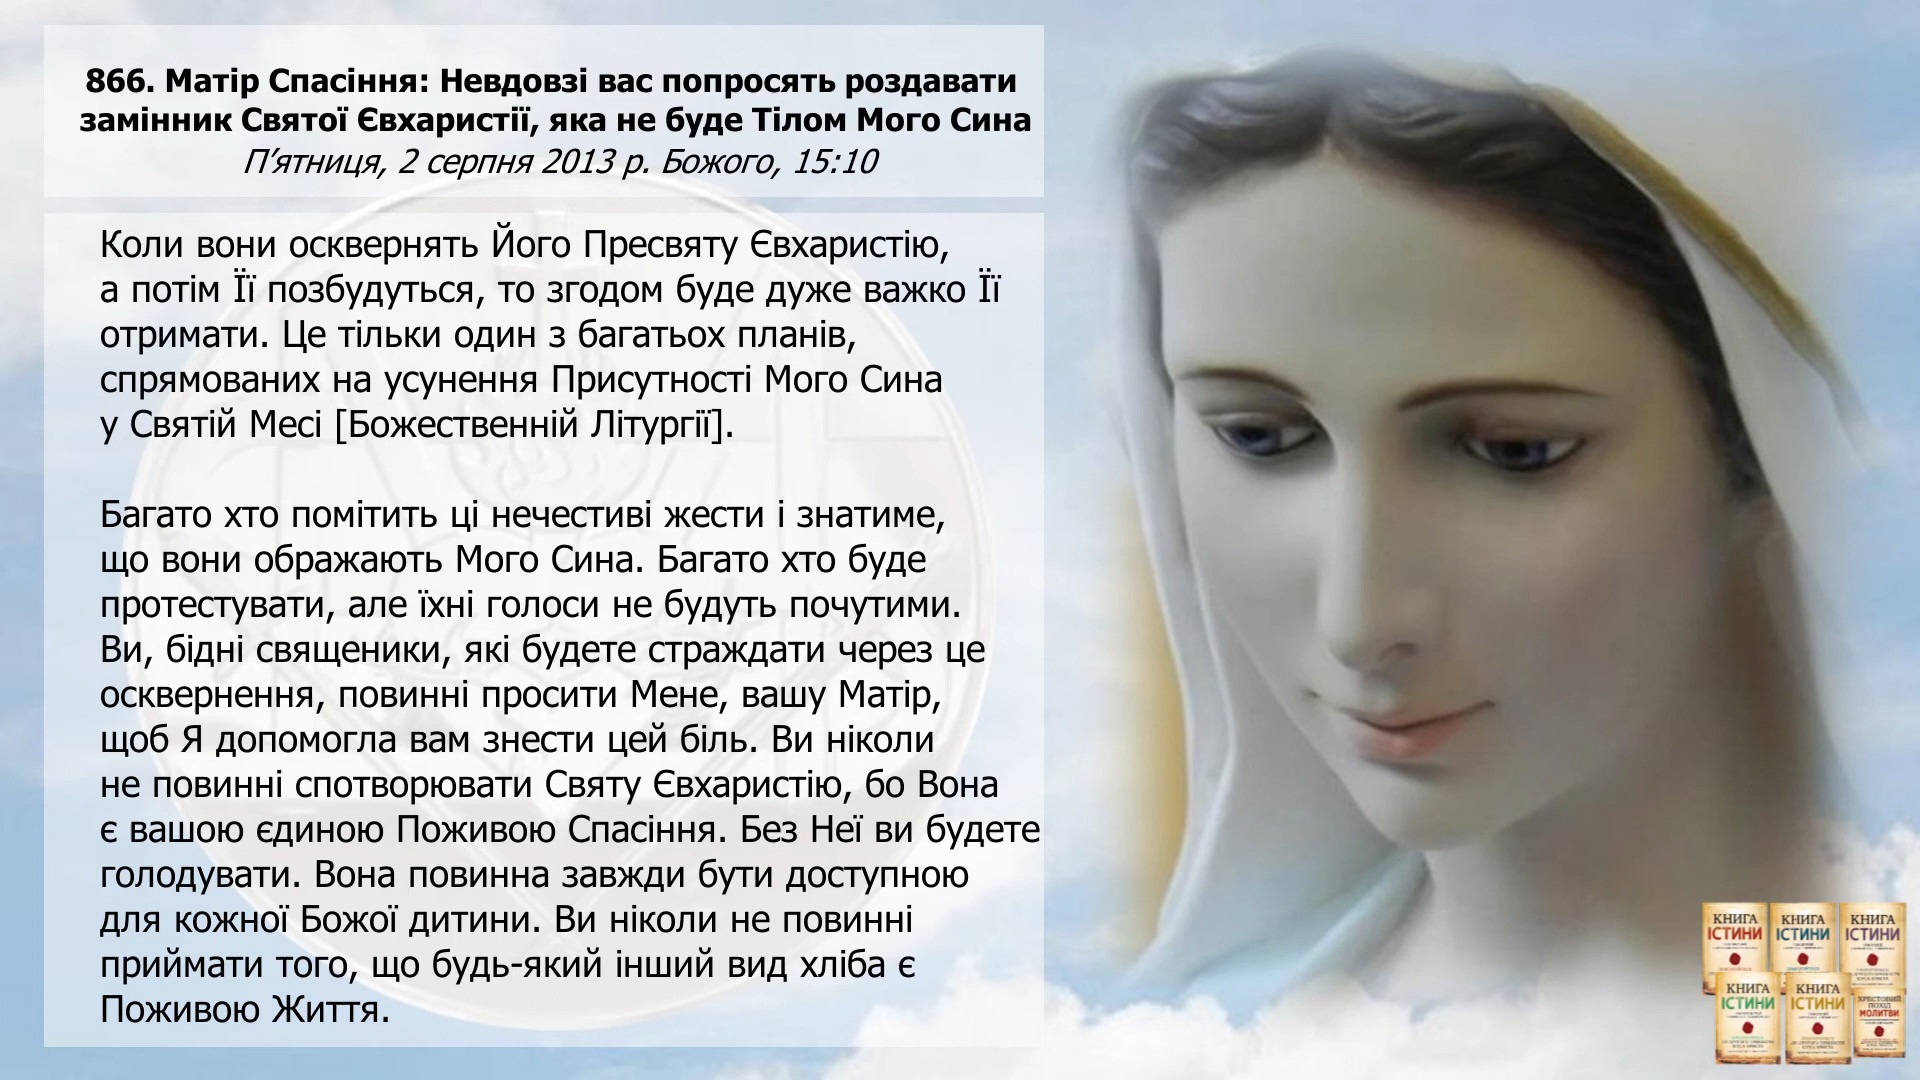 866. Матір Спасіння: Невдовзі вас попросять роздавати
замінник Святої Євхаристії, яка не буде Тілом Мого Сина
П’ятниця, 2 серпня 2013 р. Божого, 15:10
Коли вони осквернять Його Пресвяту Євхаристію,
а потім Її позбудуться, то згодом буде дуже важко Її
отримати. Це тільки один з багатьох планів,
спрямованих на усунення Присутності Мого Сина
у Святій Месі [Божественній Літургії].
Багато хто помітить ці нечестиві жести і знатиме,
що вони ображають Мого Сина. Багато хто буде
протестувати, але їхні голоси не будуть почутими.
Ви, бідні священики, які будете страждати через це
осквернення, повинні просити Мене, вашу Матір,
щоб Я допомогла вам знести цей біль. Ви ніколи
не повинні спотворювати Святу Євхаристію, бо Вона
є вашою єдиною Поживою Спасіння. Без Неї ви будете
голодувати. Вона повинна завжди бути доступною
для кожної Божої дитини. Ви ніколи не повинні
приймати того, що будь-який інший вид хліба є
Поживою Життя.
КНИГА ІСТИНИ
КНИГА ІСТИНИ
КНИГА ІСТИНИ
КНИГА ІСТИНИ
КНИГА ІСТИНИ
ХРЕСТОВИЙ ПОХІД МОЛИТВИ